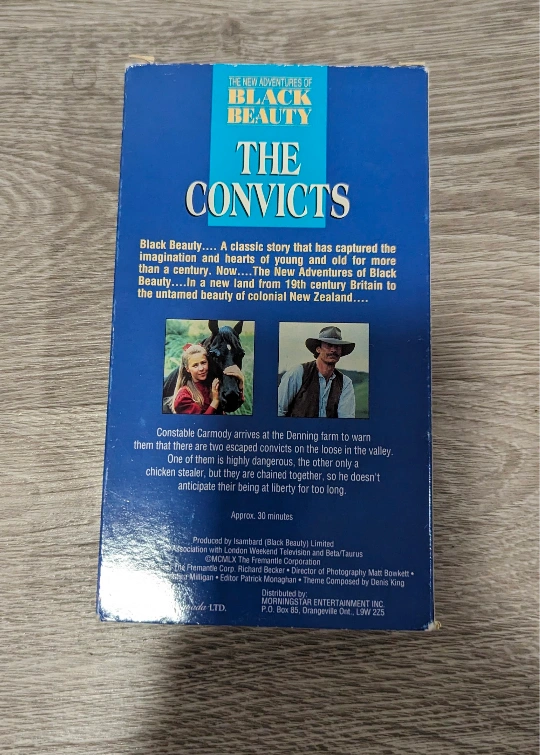 THE NEW ADVENTURES OF
BLACK
BEAUTY
THE
CONVICTS
Black Beauty.... A classic story that has captured the
imagination and hearts of young and old for more
than a century. Now....The New Adventures of Black
Beauty....In a new land from 19th century Britain to
the untamed beauty of colonial New Zealand....
Constable Carmody arrives at the Denning farm to warn
them that there are two escaped convicts on the loose in the valley.
One of them is highly dangerous, the other only a
chicken stealer, but they are chained together, so he doesn't
anticipate their being at liberty for too long.
Approx. 30 minutes
Produced by Isambard (Black Beauty) Limited
Association with London Weekend Television and Beta/Taurus
©MCMLX The Fremantle Corporation
The Fremantle Corp. Richard Becker • Director of Photography Matt Bowkett •
Milligan • Editor Patrick Monaghan • Theme Composed by Denis King
Distributed by:
MORNINGSTAR ENTERTAINMENT INC.
LTD.
P.O. Box 85, Orangeville Ont., L9W 2Z5